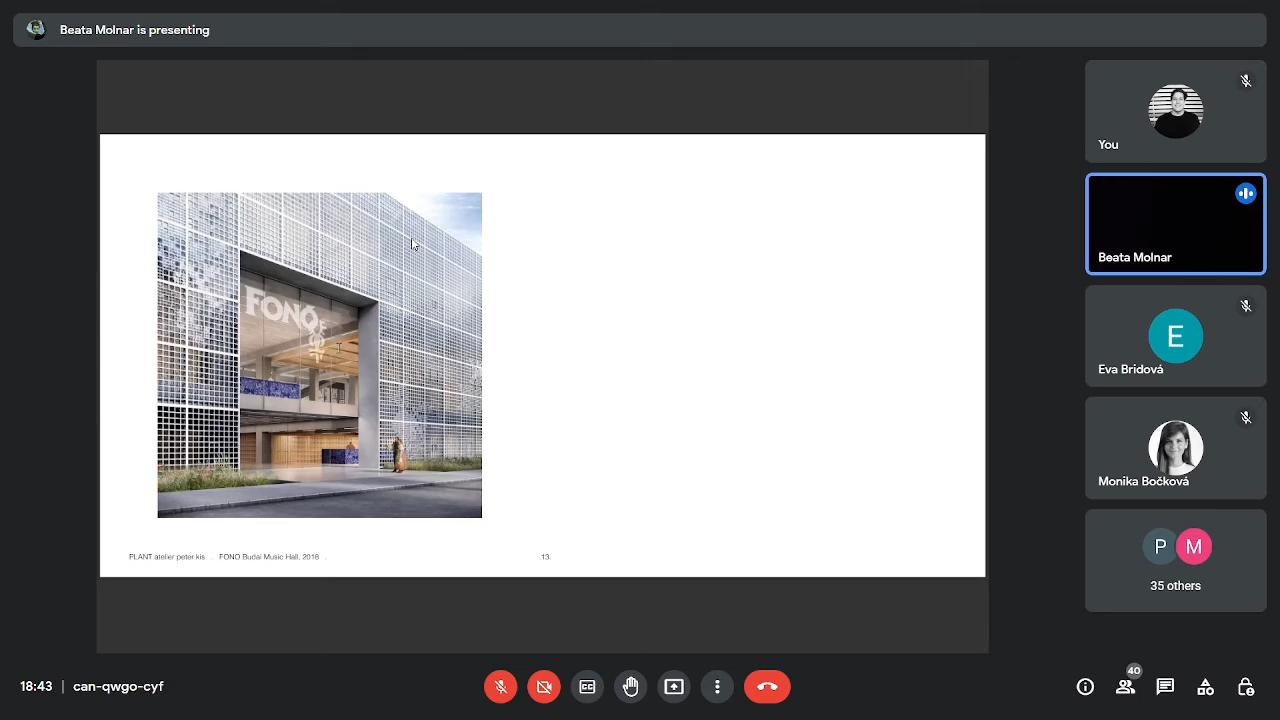 Beata Molnar is presenting
You
Beata Molnar
E
Eva Bridová
Monika Bočková
P M
35 others
FONÓ
PLANT atelier peter kis . FONO Budai Music Hall, 2018 .
13.
18:43 | can-qwgo-cyf
40